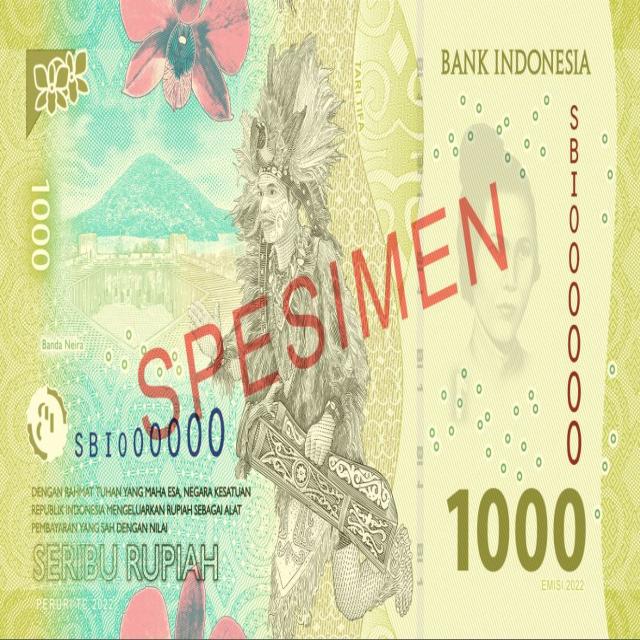 BANK INDONESIA
TARI TIFA
SBI000000
1000
Banda Neira
SPESIMEN
SBI000000
DENGAN RAHMAT TUHAN YANG MAHA ESA, NEGARA KESATUAN
REPUBLIK INDONESIA MENGELUARKAN RUPIAH SEBAGAI ALAT
PEMBAYARAN YANG SAH DENGAN NILAI
SERIBU RUPIAH
PERURI TE 2022
1000
EMISI 2022